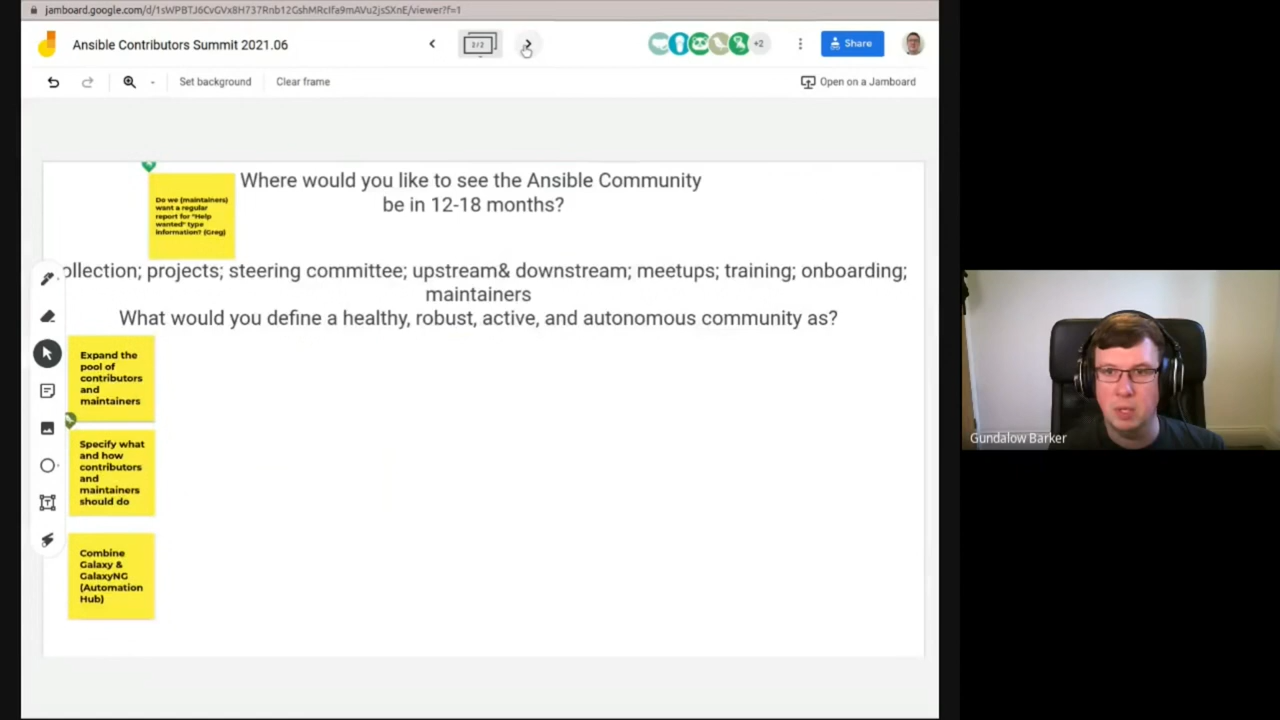 jamboard.google.com/d/1sWPBTJ6CvGVx8H737Rnb12GshMRcIfa9mAVu2jsSXnE/viewer?f=1
Ansible Contributors Summit 2021.06
2/2
+2
Share
Set background
Clear frame
Open on a Jamboard
Where would you like to see the Ansible Community
be in 12-18 months?
Do we (maintainers)
want a regular
report for "Help
wanted" type
information? (Greg)
ollection; projects; steering committee; upstream& downstream; meetups; training; onboarding;
maintainers
What would you define a healthy, robust, active, and autonomous community as?
Expand the
pool of
contributors
and
maintainers
Specify what
and how
contributors
and
maintainers
should do
Combine
Galaxy &
GalaxyNG
(Automation
Hub)
Gundalow Barker